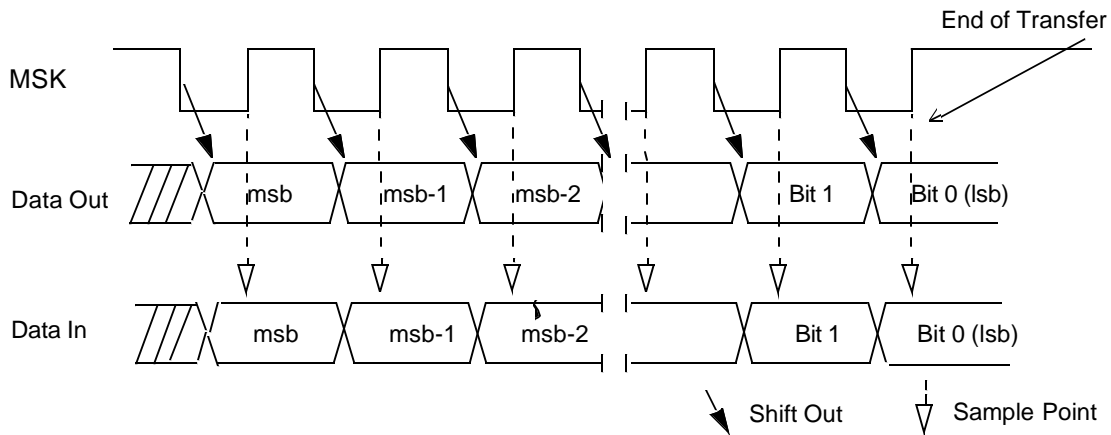 End of Transfer
MSK
Data Out
msb
msb-1
msb-2
Bit 1
Bit 0 (lsb)
Data In
msb
msb-1
msb-2
Bit 1
Bit 0 (lsb)
Shift Out
Sample Point